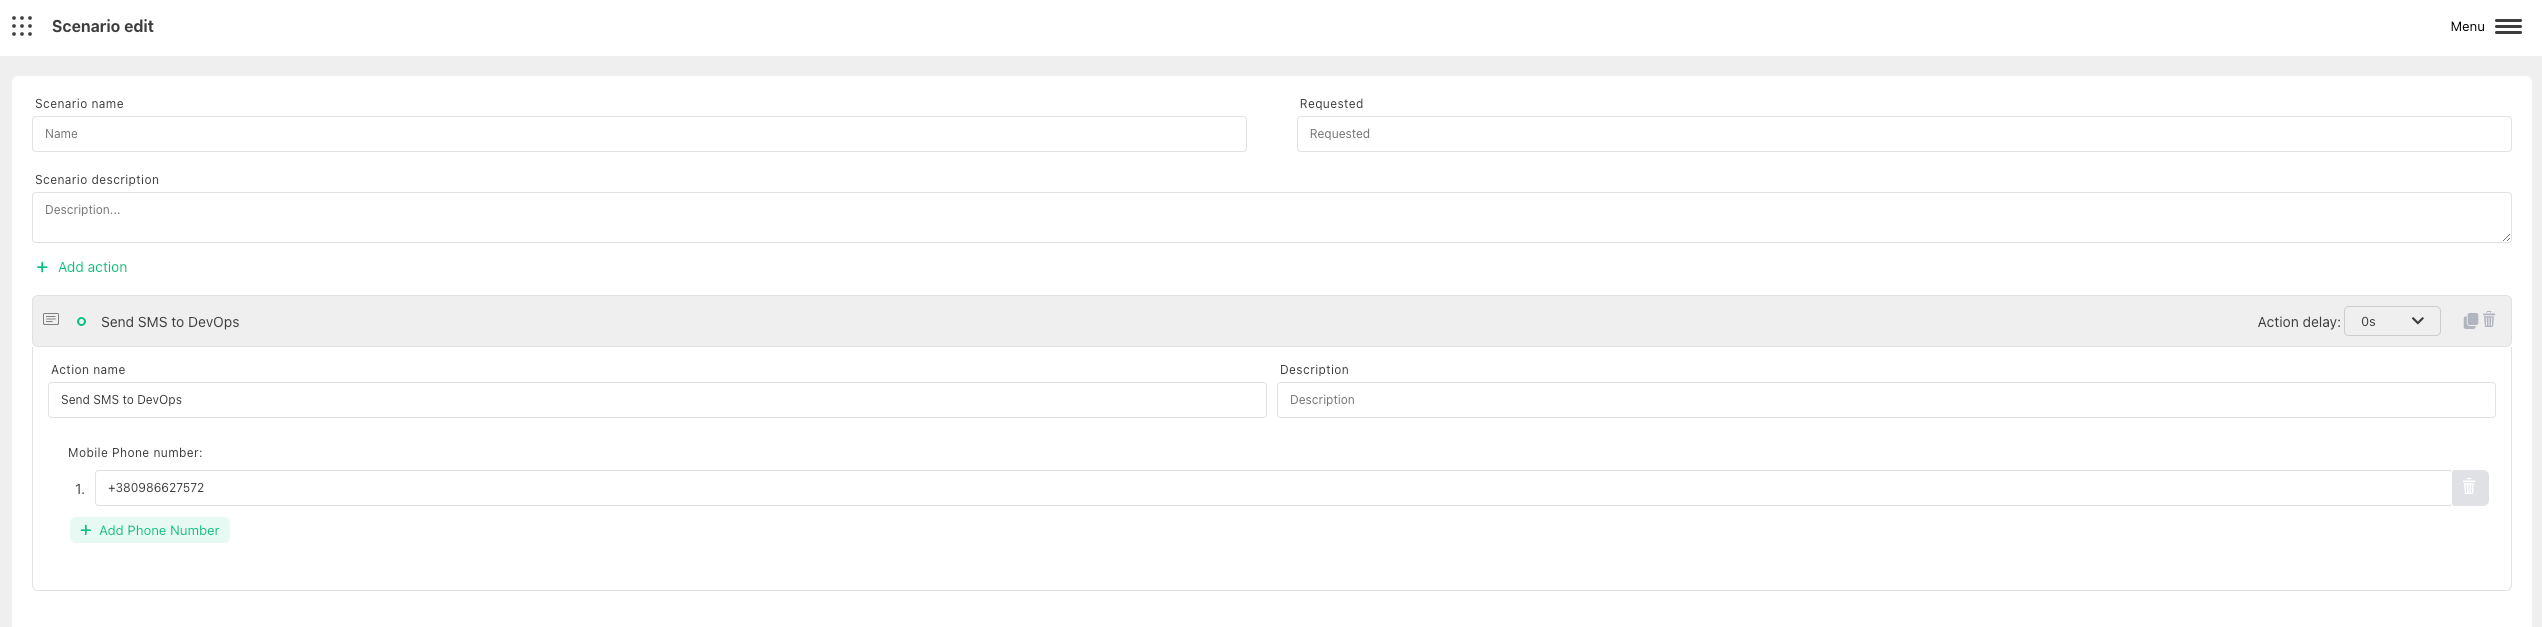 Scenario edit
Menu
Scenario name
Requested
Name
Requested
Scenario description
Description...
+ Add action
Send SMS to DevOps
Action delay: 0s
Action name
Description
Send SMS to DevOps
Description
Mobile Phone number:
1. +380986627572
+ Add Phone Number